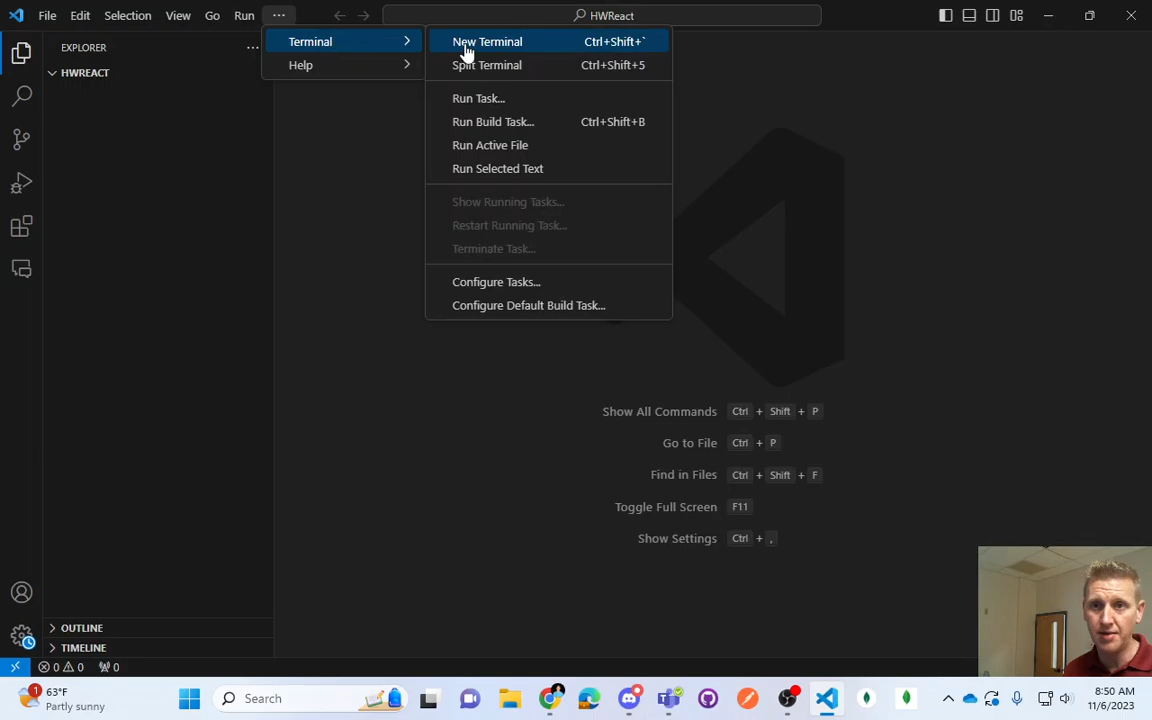 File Edit Selection View Go Run ··· HWReact
EXPLORER ···
HWREACT
Terminal
Help
New Terminal Ctrl+Shift+`
Split Terminal Ctrl+Shift+5
Run Task...
Run Build Task... Ctrl+Shift+B
Run Active File
Run Selected Text
Show Running Tasks...
Restart Running Task...
Terminate Task...
Configure Tasks...
Configure Default Build Task...
Show All Commands Ctrl + Shift + P
Go to File Ctrl + P
Find in Files Ctrl + Shift + F
Toggle Full Screen F11
Show Settings Ctrl + ,
OUTLINE
TIMELINE
0 0 0
1
63°F
Partly sunny
Search
8:50 AM
11/6/2023